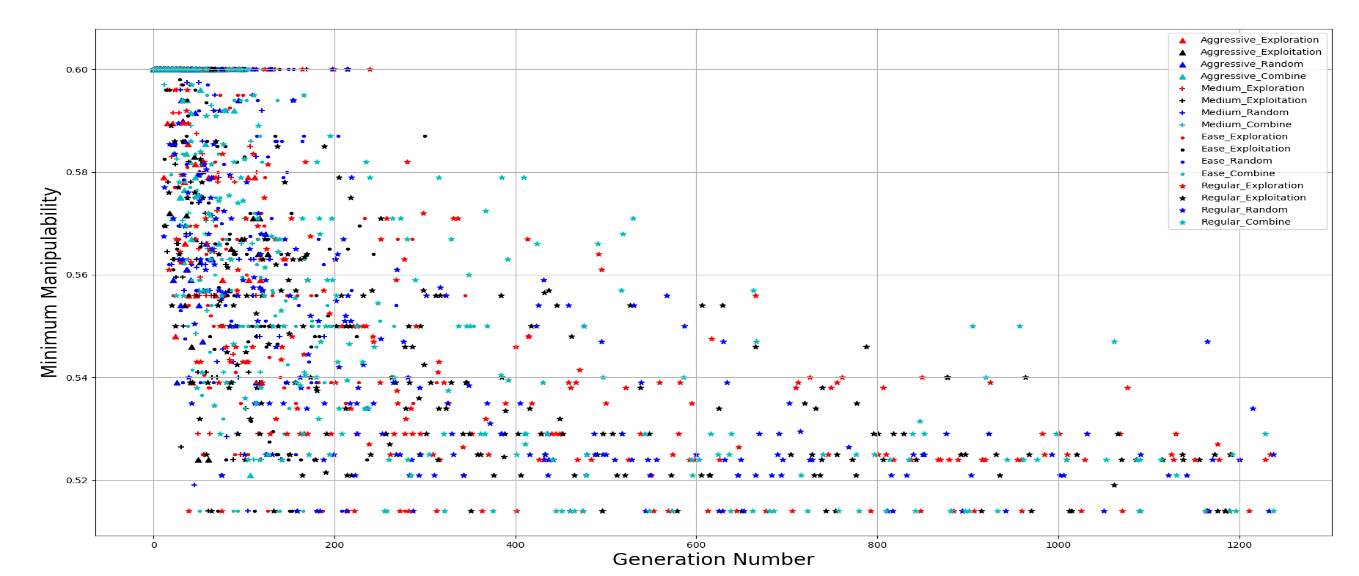 0.60
0.58
0.56
0.54
0.52
Minimum Manipulability
Aggressive_Exploration
Aggressive_Exploitation
Aggressive_Random
Aggressive_Combine
Medium_Exploration
Medium_Exploitation
Medium_Random
Medium_Combine
Ease_Exploration
Ease_Exploitation
Ease_Random
Ease_Combine
Regular_Exploration
Regular_Exploitation
Regular_Random
Regular_Combine
0 200 400 600 800 1000 1200
Generation Number